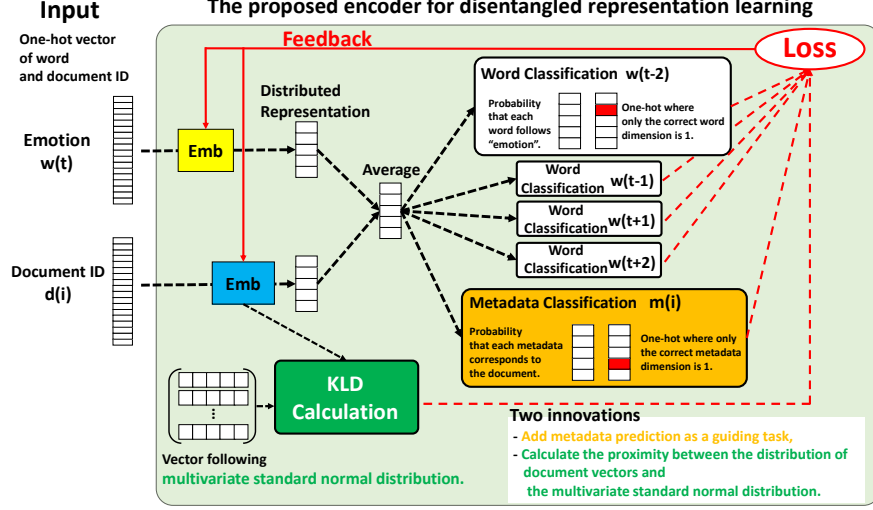 Input
The proposed encoder for disentangled representation learning
One-hot vector
of word
and document ID
Feedback
Loss
Emotion
w(t)
Emb
Distributed
Representation
Average
Word Classification w(t-2)
Probability
that each
word follows
"emotion".
One-hot where
only the correct word
dimension is 1.
Word
Classification w(t-1)
Word
Classification w(t+1)
Word
Classification w(t+2)
Document ID
d(i)
Emb
Metadata Classification m(i)
Probability
that each metadata
corresponds to
the document.
One-hot where only
the correct metadata
dimension is 1.
KLD
Calculation
...
Vector following
multivariate standard normal distribution.
Two innovations
- Add metadata prediction as a guiding task,
- Calculate the proximity between the distribution of
document vectors and
the multivariate standard normal distribution.